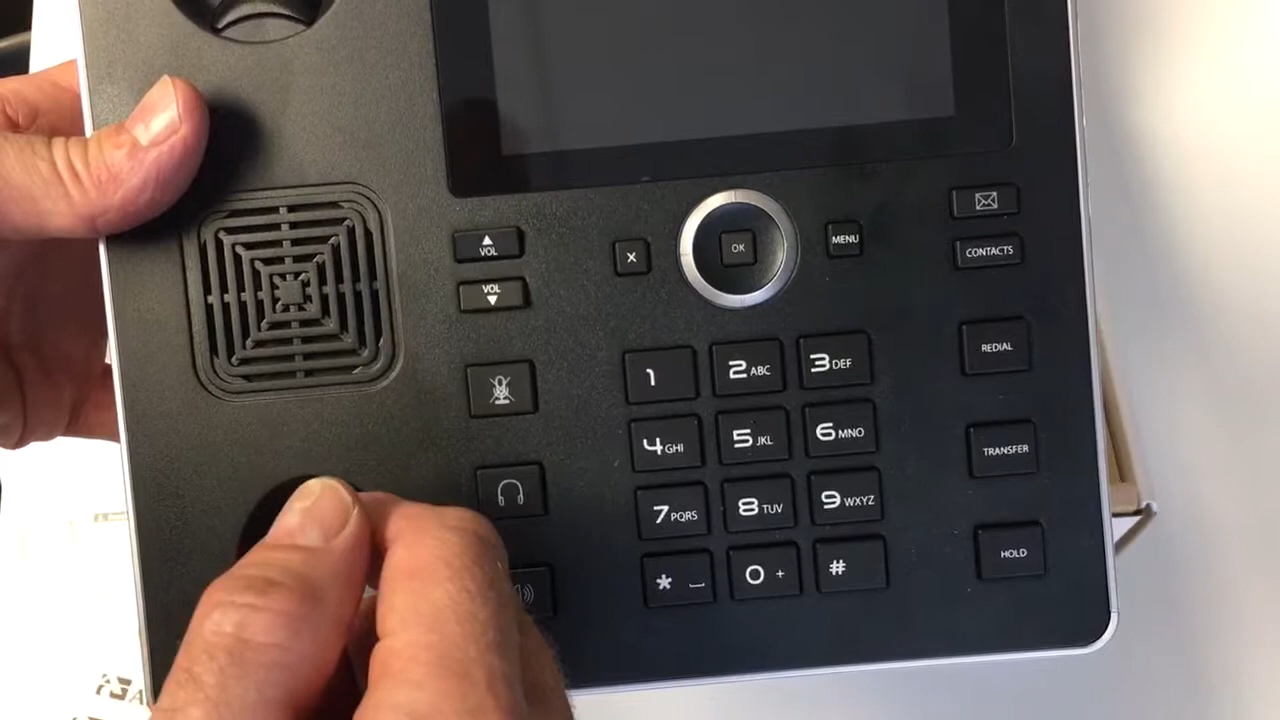 VOL
VOL
X
OK
MENU
CONTACTS
1
2 ABC
3 DEF
REDIAL
4 GHI
5 JKL
6 MNO
TRANSFER
7 PQRS
8 TUV
9 WXYZ
* ⎵
0 +
#
HOLD